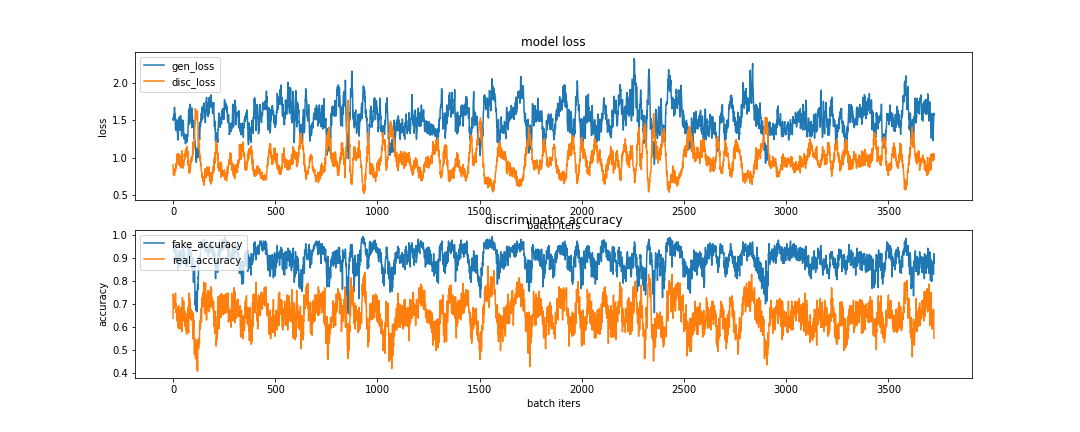 model loss
gen_loss
disc_loss
loss
2.0
1.5
1.0
0.5
0 500 1000 1500 2000 2500 3000 3500
batch iters
discriminator accuracy
fake_accuracy
real_accuracy
accuracy
1.0
0.9
0.8
0.7
0.6
0.5
0.4
0 500 1000 1500 2000 2500 3000 3500
batch iters